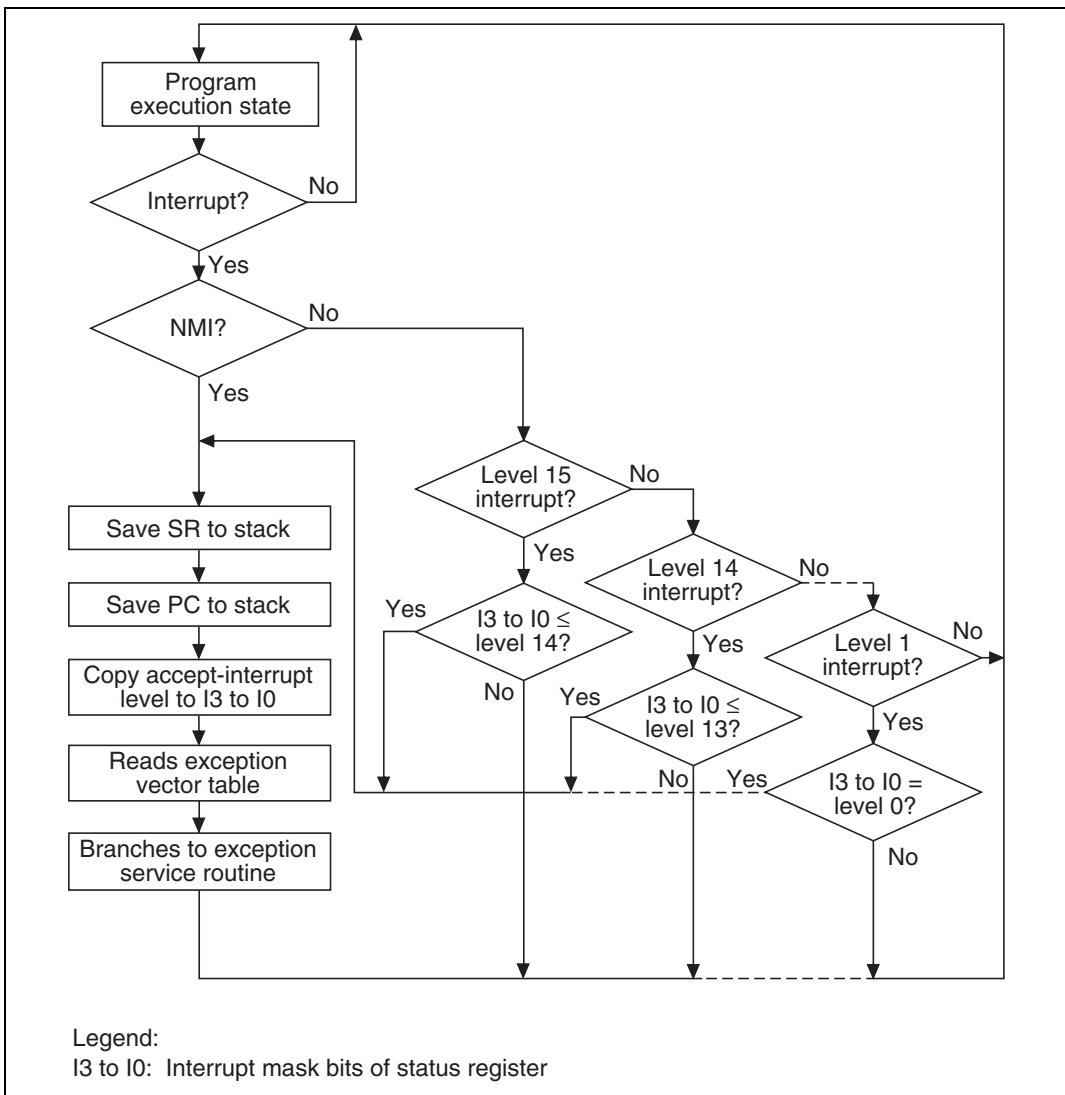 Program
execution state
Interrupt?
No
Yes
NMI?
No
Yes
Level 15
interrupt?
No
Yes
Level 14
interrupt?
No
Yes
Level 1
interrupt?
No
Yes
I3 to I0 ≤
level 14?
Yes
No
I3 to I0 ≤
level 13?
Yes
No
I3 to I0 =
level 0?
Yes
No
Save SR to stack
Save PC to stack
Copy accept-interrupt
level to I3 to I0
Reads exception
vector table
Branches to exception
service routine
Legend:
I3 to I0: Interrupt mask bits of status register